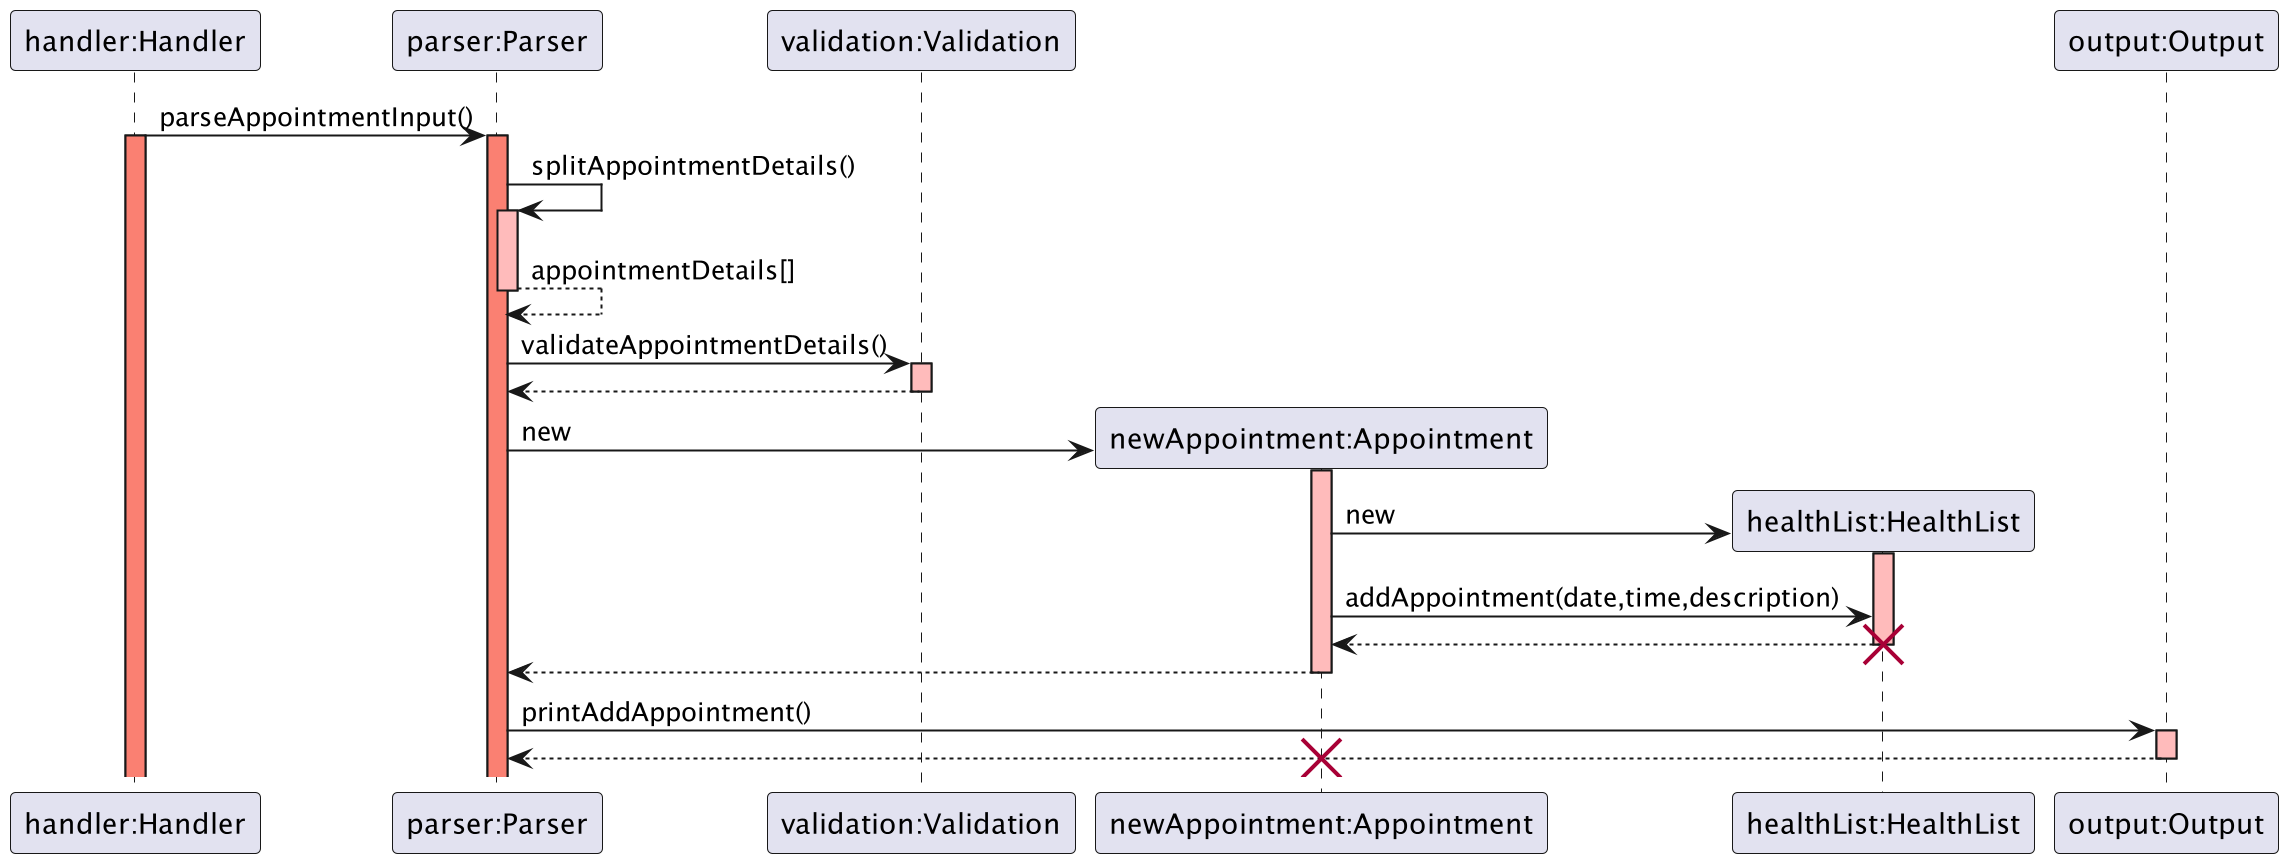 handler:Handler
parser:Parser
validation:Validation
output:Output
parseAppointmentInput()
splitAppointmentDetails()
appointmentDetails[]
validateAppointmentDetails()
new
newAppointment:Appointment
new
healthList:HealthList
addAppointment(date,time,description)
printAddAppointment()
handler:Handler
parser:Parser
validation:Validation
newAppointment:Appointment
healthList:HealthList
output:Output